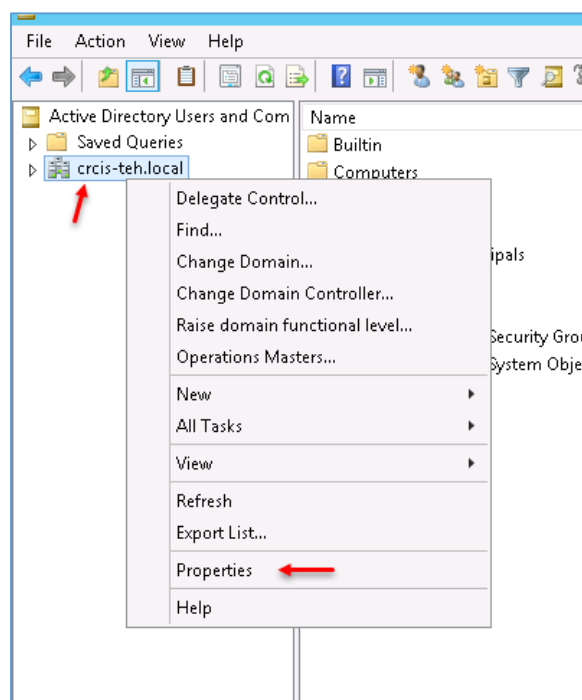 File Action View Help
Active Directory Users and Com
Name
Saved Queries
Builtin
crcis-teh.local
Computers
Delegate Control...
Find...
Change Domain...
ipals
Change Domain Controller...
Raise domain functional level...
Security Grou
Operations Masters...
System Obje
New
All Tasks
View
Refresh
Export List...
Properties
Help